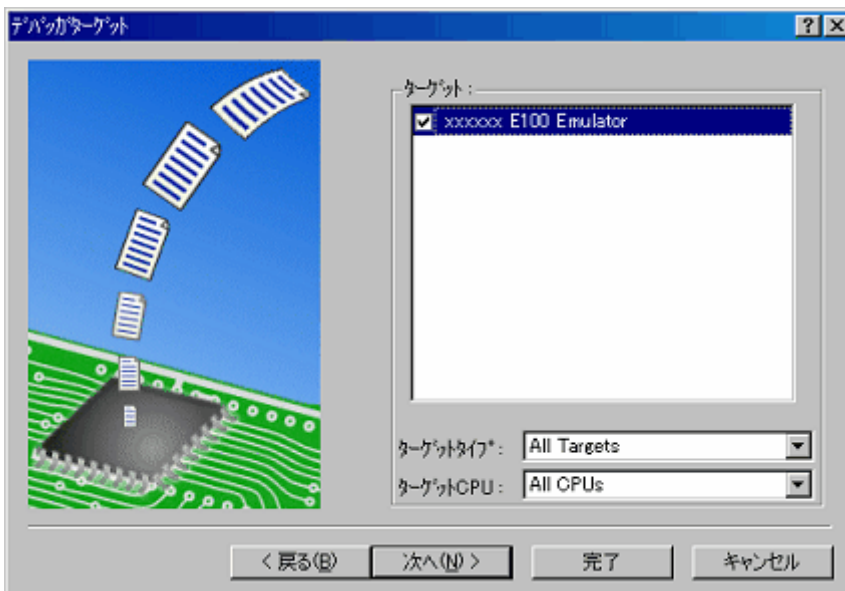 ﾃﾞﾊﾞｯｶﾞﾀｰｹﾞｯﾄ
ﾀｰｹﾞｯﾄ :
xxxxxx E100 Emulator
ﾀｰｹﾞｯﾄﾀｲﾌﾟ: All Targets
ﾀｰｹﾞｯﾄCPU : All CPUs
< 戻る(B) 次へ(N) > 完了 キャンセル